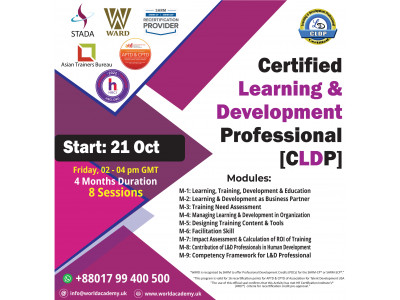 STADA
WARD
SHRM
RECERTIFICATION
PROVIDER
Asian Trainers Bureau
APTD & CPTD
h
CLDP
Certified
Learning &
Development
Professional
[CLDP]
Start: 21 Oct
Friday, 02 - 04 pm GMT
4 Months Duration
8 Sessions
Modules:
M-1: Learning, Training, Development & Education
M-2: Learning & Development as Business Partner
M-3: Training Need Assessment
M-4: Managing Learning & Development in Organization
M-5: Designing Training Content & Tools
M-6: Facilitation Skill
M-7: Impact Assessment & Calculation of ROI of Training
M-8: Contribution of L&D Professionals in Human Development
M-9: Competency Framework for L&D Professional
+88017 99 400 500
info@worldacademy.uk
www.worldacademy.uk